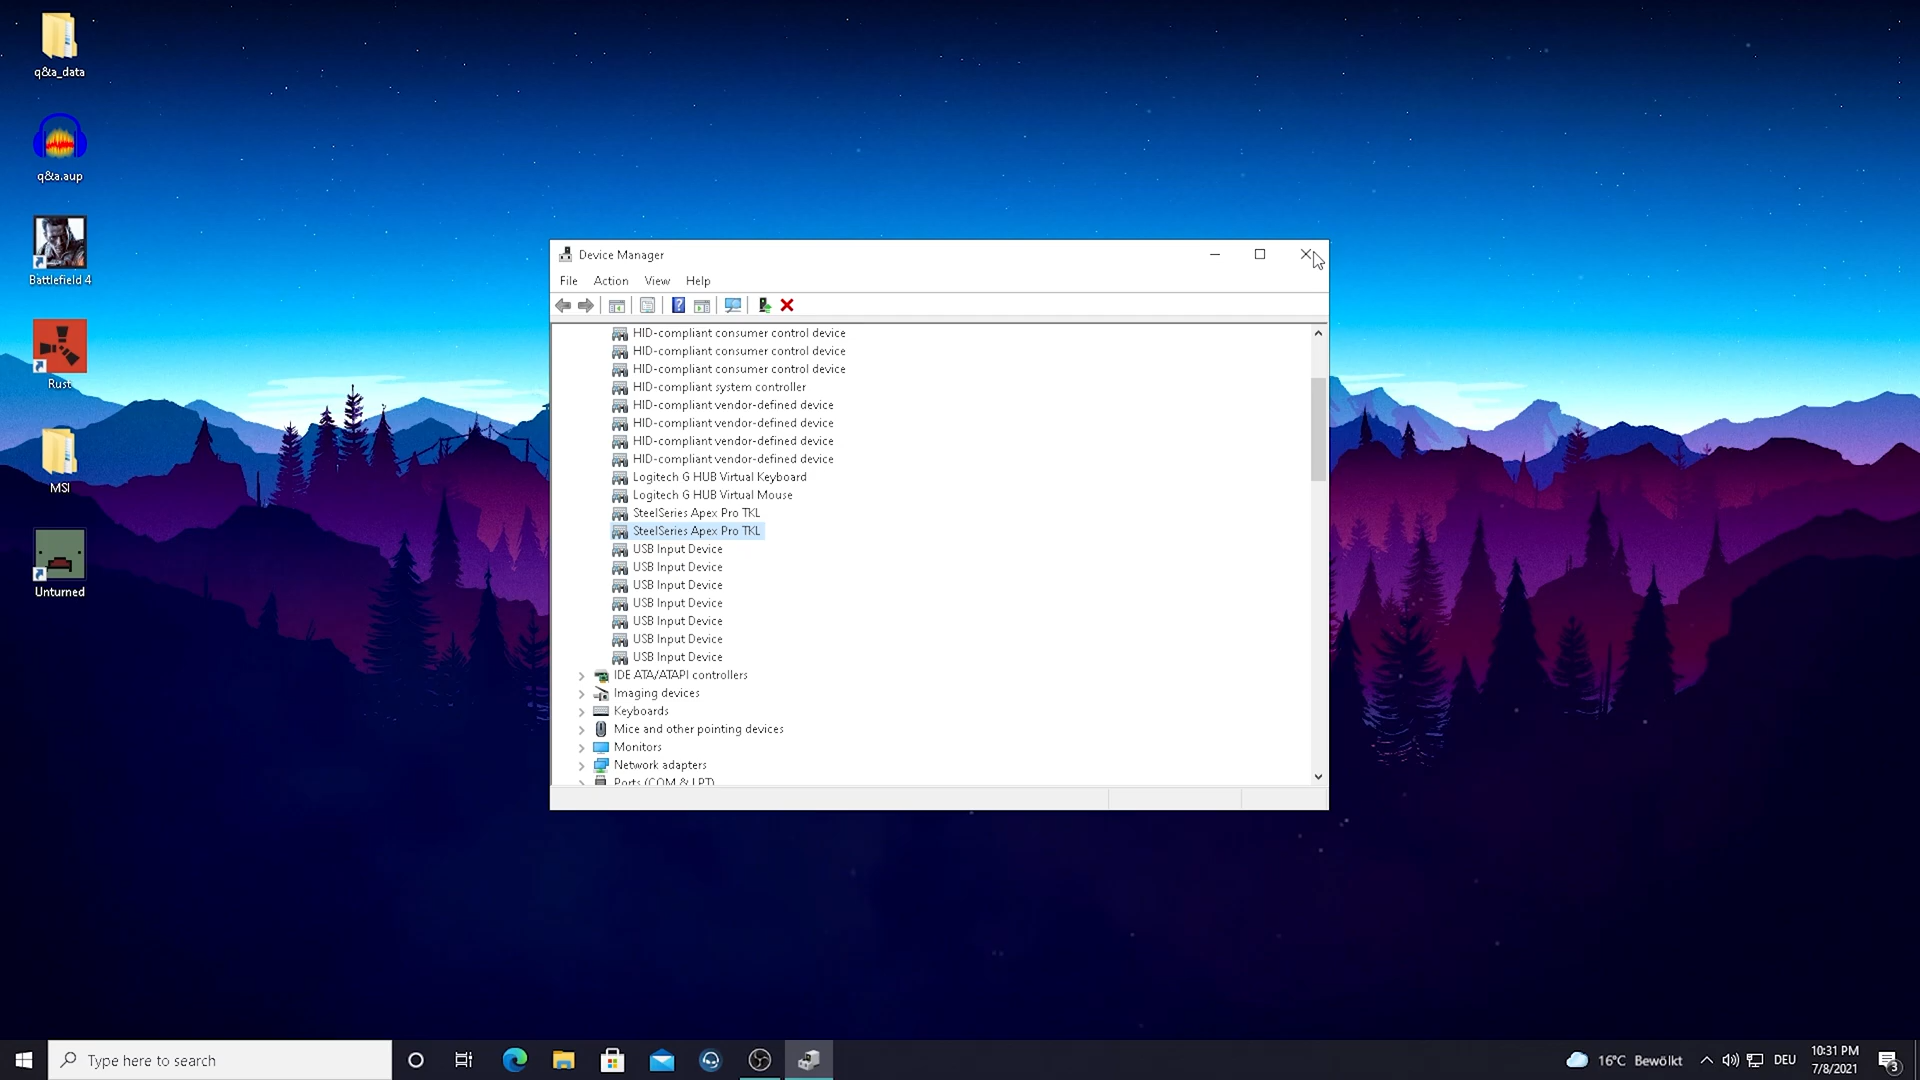 q&a_data
q&a.aup
Battlefield 4
Rust
MSI
Unturned
Device Manager
File Action View Help
HID-compliant consumer control device
HID-compliant consumer control device
HID-compliant consumer control device
HID-compliant system controller
HID-compliant vendor-defined device
HID-compliant vendor-defined device
HID-compliant vendor-defined device
HID-compliant vendor-defined device
Logitech G HUB Virtual Keyboard
Logitech G HUB Virtual Mouse
SteelSeries Apex Pro TKL
SteelSeries Apex Pro TKL
USB Input Device
USB Input Device
USB Input Device
USB Input Device
USB Input Device
USB Input Device
USB Input Device
IDE ATA/ATAPI controllers
Imaging devices
Keyboards
Mice and other pointing devices
Monitors
Network adapters
Ports (COM & LPT)
Type here to search
16°C Bewölkt
DEU
10:31 PM
7/8/2021
3